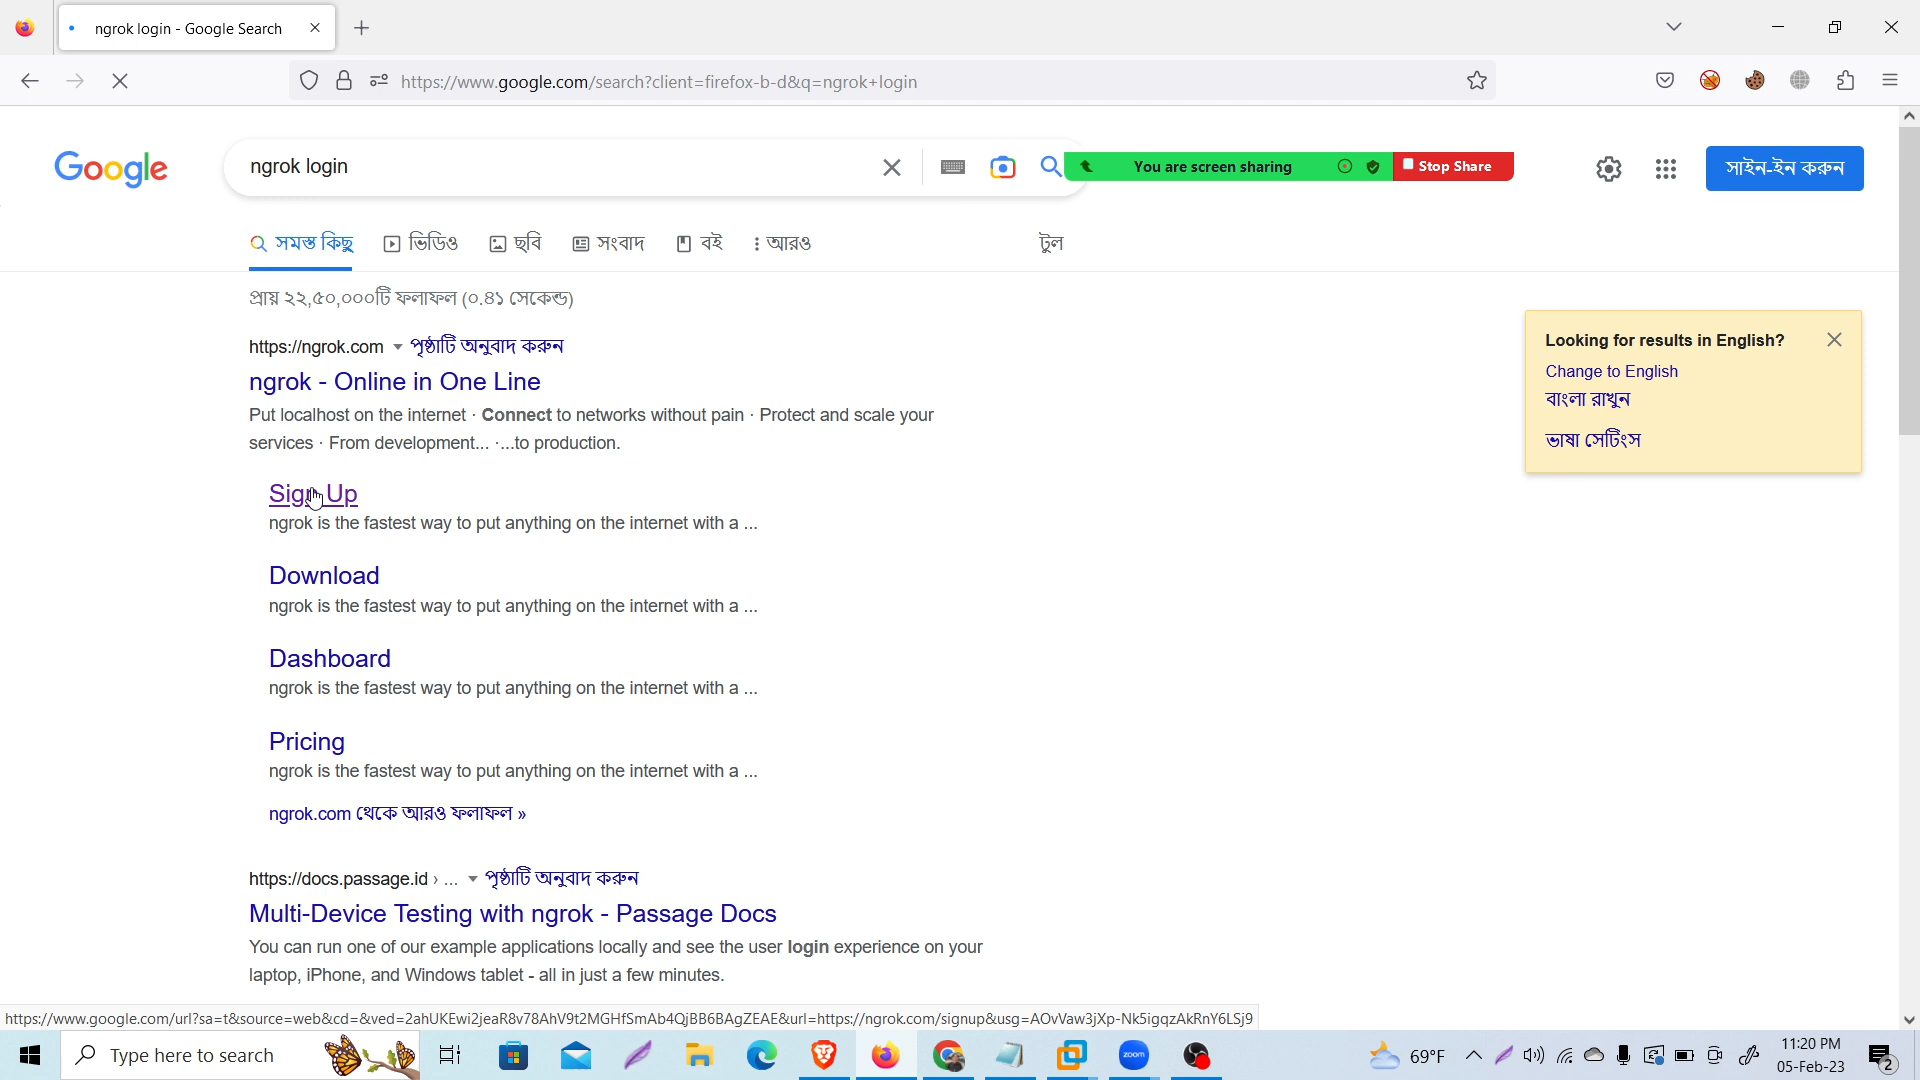 ngrok login - Google Search
https://www.google.com/search?client=firefox-b-d&q=ngrok+login
Google
ngrok login
You are screen sharing
Stop Share
সাইন-ইন করুন
সমস্ত কিছু
ভিডিও
ছবি
সংবাদ
বই
আরও
টুল
প্রায় ২২,৫০,০০০টি ফলাফল (০.৪১ সেকেন্ড)
https://ngrok.com পৃষ্ঠাটি অনুবাদ করুন
ngrok - Online in One Line
Put localhost on the internet · Connect to networks without pain · Protect and scale your
services · From development... ·...to production.
Sign Up
ngrok is the fastest way to put anything on the internet with a ...
Download
ngrok is the fastest way to put anything on the internet with a ...
Dashboard
ngrok is the fastest way to put anything on the internet with a ...
Pricing
ngrok is the fastest way to put anything on the internet with a ...
ngrok.com থেকে আরও ফলাফল »
https://docs.passage.id › ... পৃষ্ঠাটি অনুবাদ করুন
Multi-Device Testing with ngrok - Passage Docs
You can run one of our example applications locally and see the user login experience on your
laptop, iPhone, and Windows tablet - all in just a few minutes.
Looking for results in English?
Change to English
বাংলা রাখুন
ভাষা সেটিংস
https://www.google.com/url?sa=t&source=web&cd=&ved=2ahUKEwi2jeaR8v78AhV9t2MGHfSmAb4QjBB6BAgZEAE&url=https://ngrok.com/signup&usg=AOvVaw3jXp-Nk5igqzAkRnY6LSj9
Type here to search
zoom
69°F
11:20 PM
05-Feb-23
2